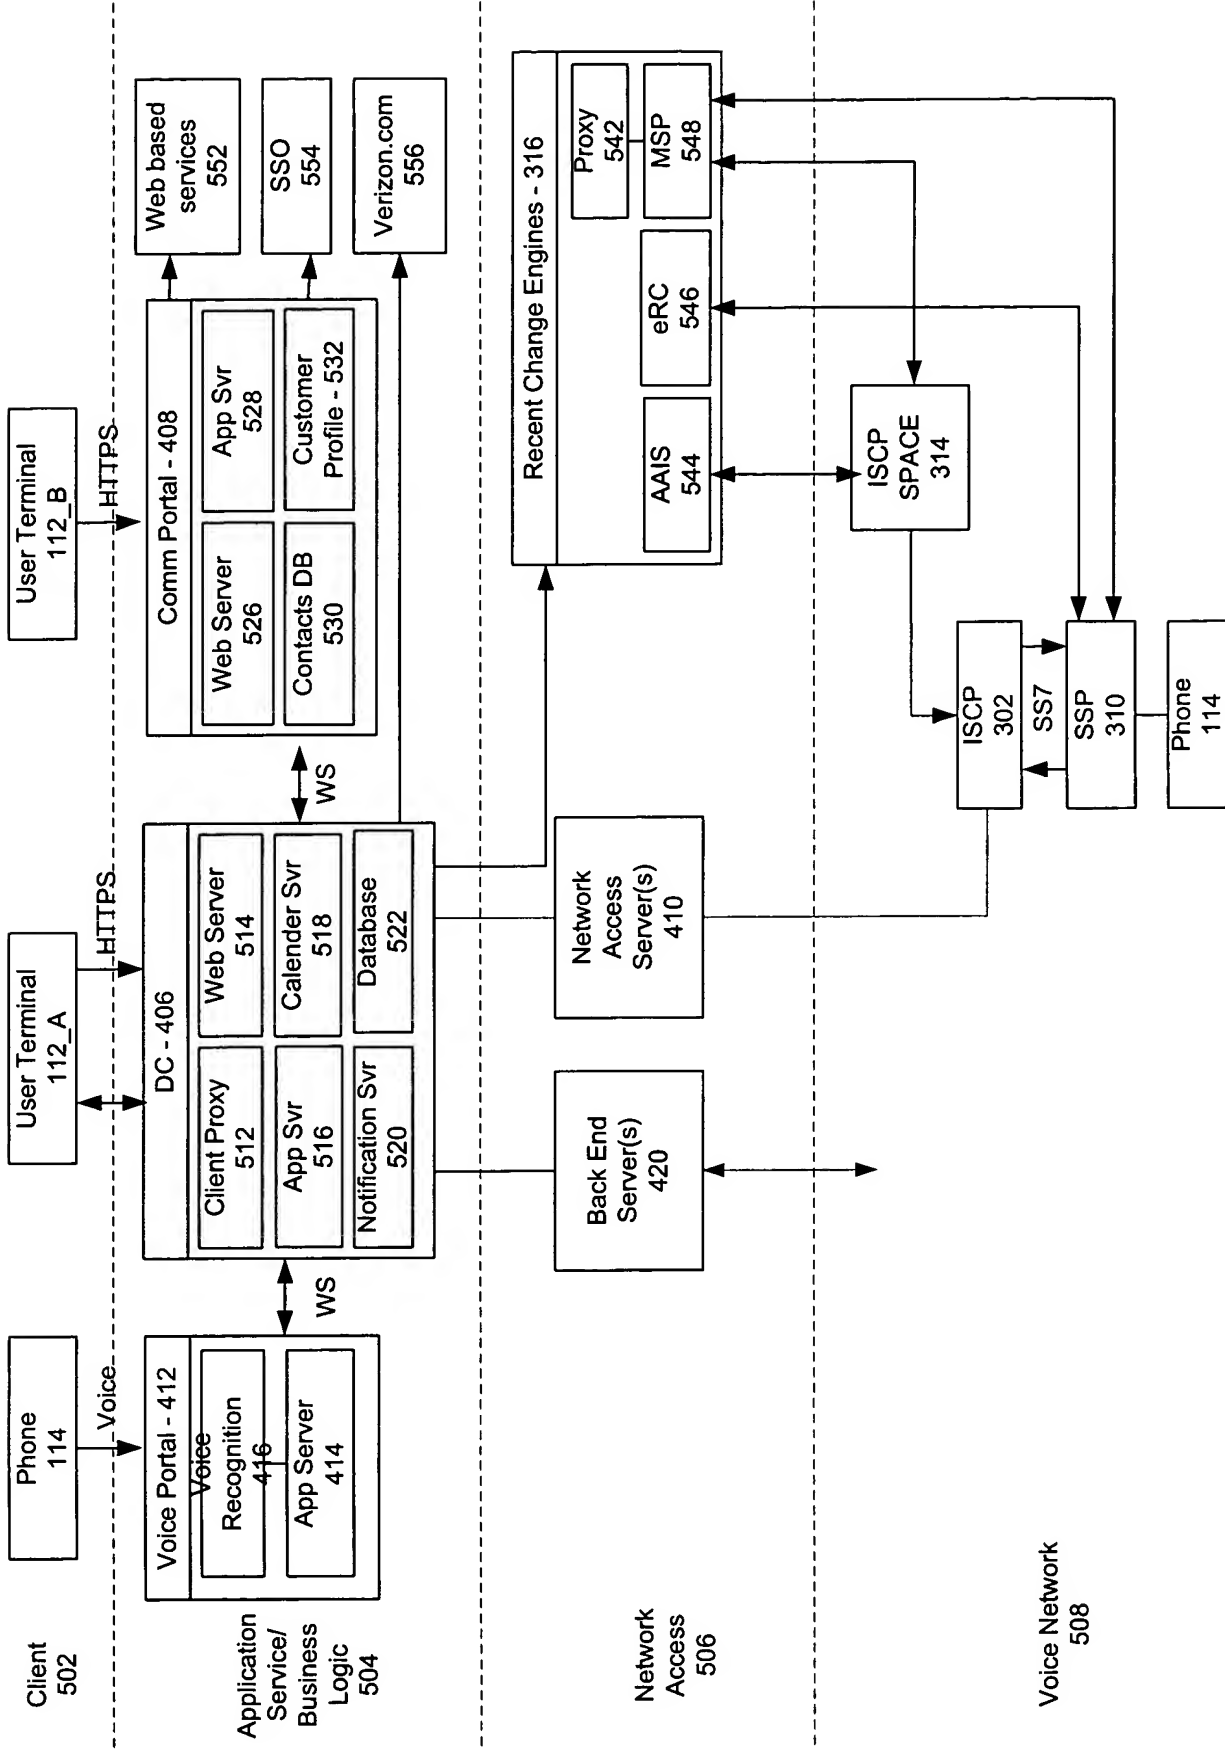 Client
502
Phone
114
User Terminal
112_A
User Terminal
112_B
Voice
HTTPS
HTTPS
Application
Service/
Business
Logic
504
Voice Portal - 412
Voice
Recognition
416
App Server
414
WS
DC - 406
Client Proxy
512
Web Server
514
App Svr
516
Calender Svr
518
Notification Svr
520
Database
522
WS
Comm Portal - 408
Web Server
526
App Svr
528
Contacts DB
530
Customer
Profile - 532
Web based
services
552
SSO
554
Verizon.com
556
Network
Access
506
Back End
Server(s)
420
Network
Access
Server(s)
410
Recent Change Engines - 316
Proxy
542
AAIS
544
eRC
546
MSP
548
Voice Network
508
ISCP
SPACE
314
ISCP
302
SS7
SSP
310
Phone
114